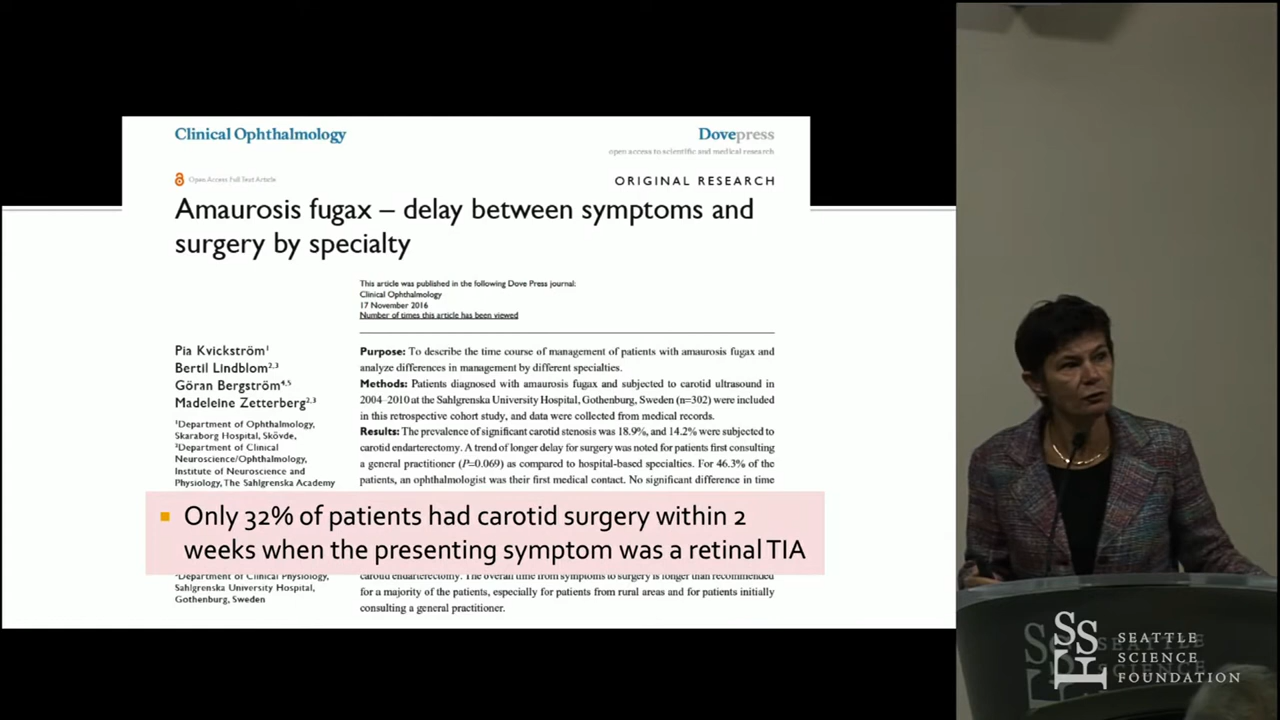 Clinical Ophthalmology
Dovepress
open access to scientific and medical research
Open Access Full Text Article
ORIGINAL RESEARCH
Amaurosis fugax – delay between symptoms and
surgery by specialty
This article was published in the following Dove Press journal:
Clinical Ophthalmology
17 November 2016
Number of times this article has been viewed
Pia Kvickström¹
Bertil Lindblom²,³
Göran Bergström⁴,⁵
Madeleine Zetterberg²,³
¹Department of Ophthalmology,
Skaraborg Hospital, Skövde,
²Department of Clinical
Neuroscience/Ophthalmology,
Institute of Neuroscience and
Physiology, The Sahlgrenska Academy
Purpose: To describe the time course of management of patients with amaurosis fugax and
analyze differences in management by different specialties.
Methods: Patients diagnosed with amaurosis fugax and subjected to carotid ultrasound in
2004–2010 at the Sahlgrenska University Hospital, Gothenburg, Sweden (n=302) were included
in this retrospective cohort study, and data were collected from medical records.
Results: The prevalence of significant carotid stenosis was 18.9%, and 14.2% were subjected to
carotid endarterectomy. A trend of longer delay for surgery was noted for patients first consulting
a general practitioner (P=0.069) as compared to hospital-based specialties. For 46.3% of the
patients, an ophthalmologist was their first medical contact. No significant difference in time
Only 32% of patients had carotid surgery within 2
weeks when the presenting symptom was a retinal TIA
Department of Clinical Physiology,
Sahlgrenska University Hospital,
Gothenburg, Sweden
carotid endarterectomy. The overall time from symptoms to surgery is longer than recommended
for a majority of the patients, especially for patients from rural areas and for patients initially
consulting a general practitioner.
SSF
SEATTLE
SCIENCE
FOUNDATION